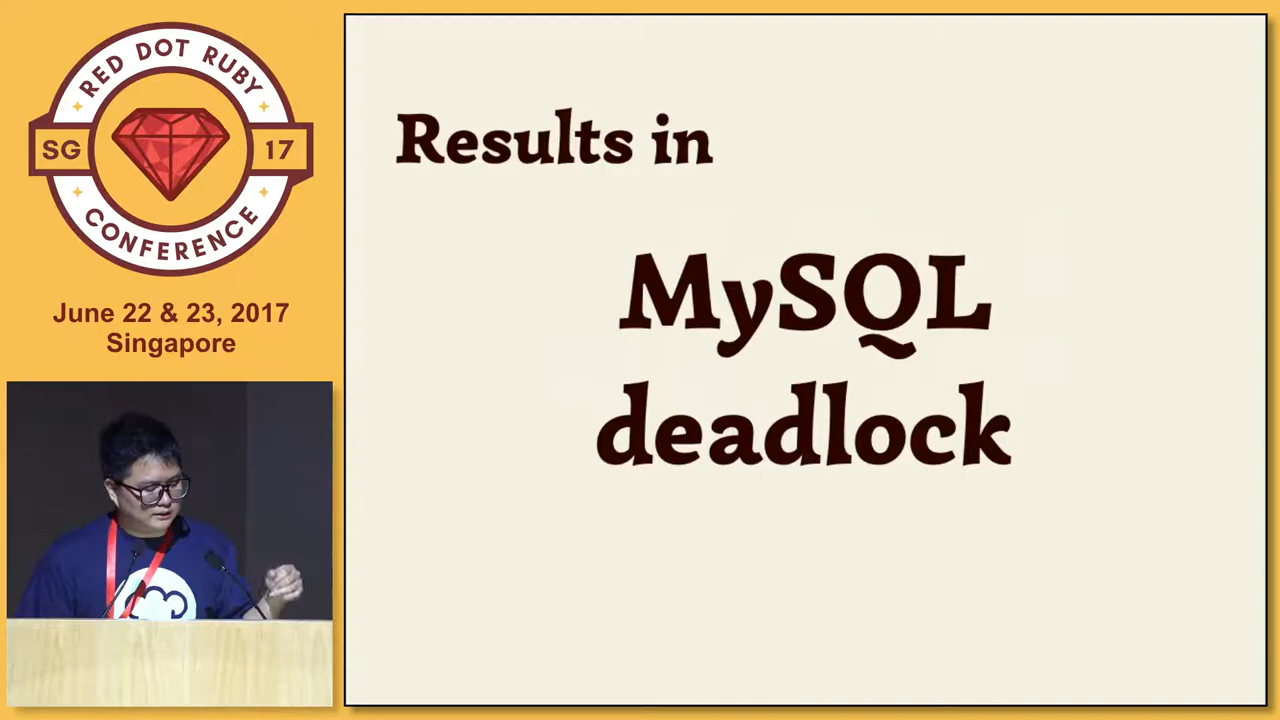 RED DOT RUBY
SG 17
CONFERENCE
June 22 & 23, 2017
Singapore
Results in
MySQL
deadlock